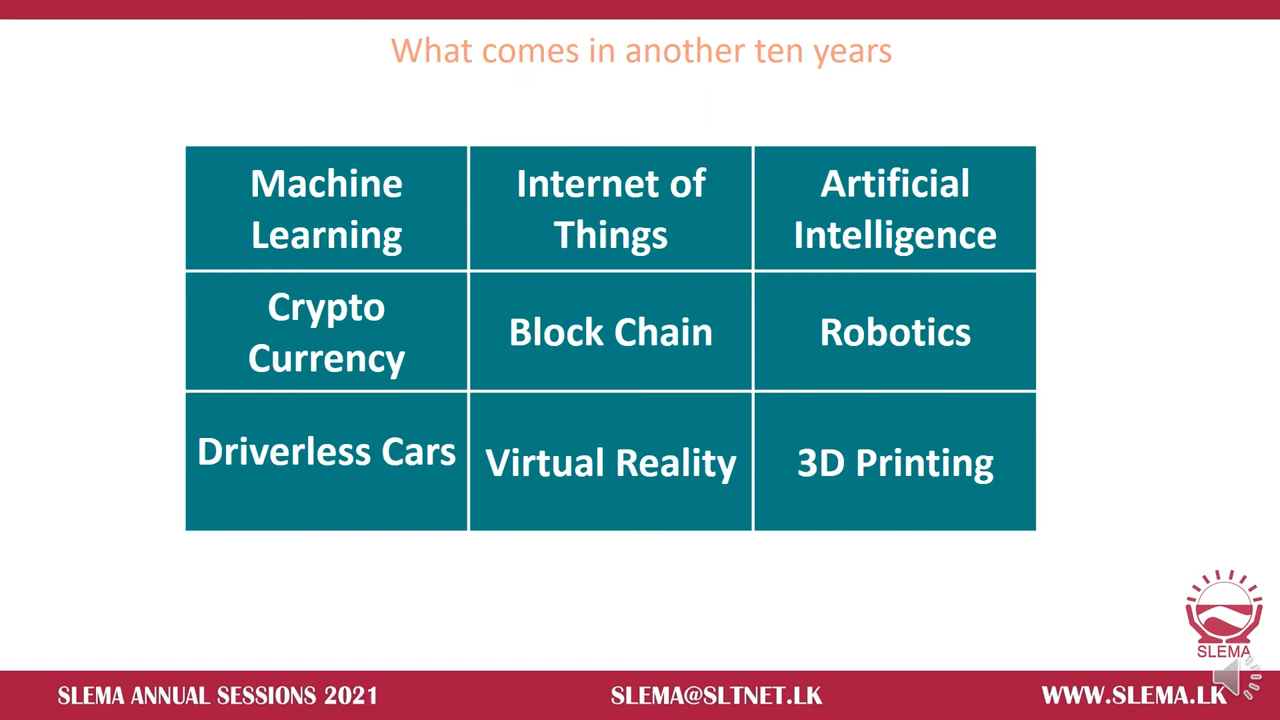 What comes in another ten years
Machine
Learning
Internet of
Things
Artificial
Intelligence
Crypto
Currency
Block Chain
Robotics
Driverless Cars
Virtual Reality
3D Printing
SLEMA
SLEMA ANNUAL SESSIONS 2021
SLEMA@SLTNET.LK
WWW.SLEMA.LK